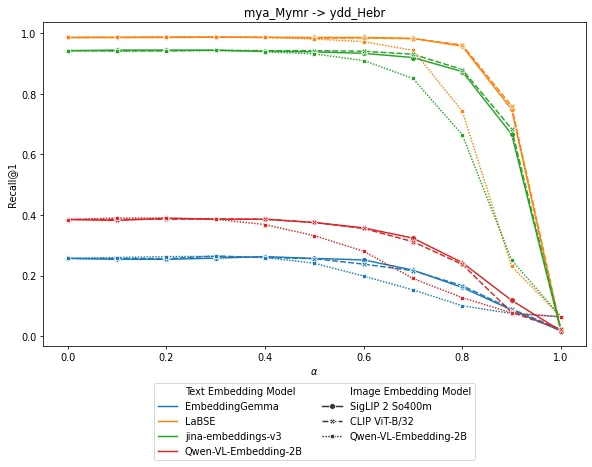 mya_Mymr -> ydd_Hebr
1.0
0.8
0.6
0.4
0.2
0.0
Recall@1
0.0 0.2 0.4 0.6 0.8 1.0
α
Text Embedding Model Image Embedding Model
EmbeddingGemma SigLIP 2 So400m
LaBSE CLIP ViT-B/32
jina-embeddings-v3 Qwen-VL-Embedding-2B
Qwen-VL-Embedding-2B